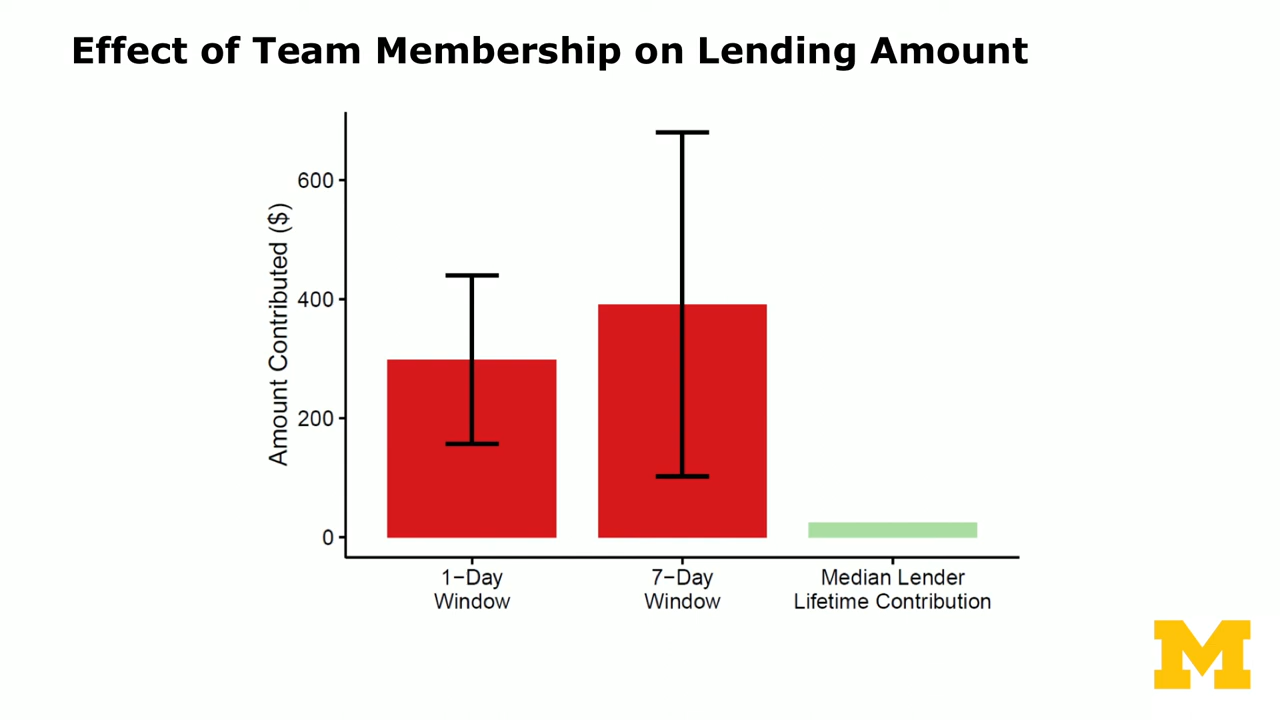 Effect of Team Membership on Lending Amount
Amount Contributed ($)
600
400
200
0
1−Day
Window
7−Day
Window
Median Lender
Lifetime Contribution
M